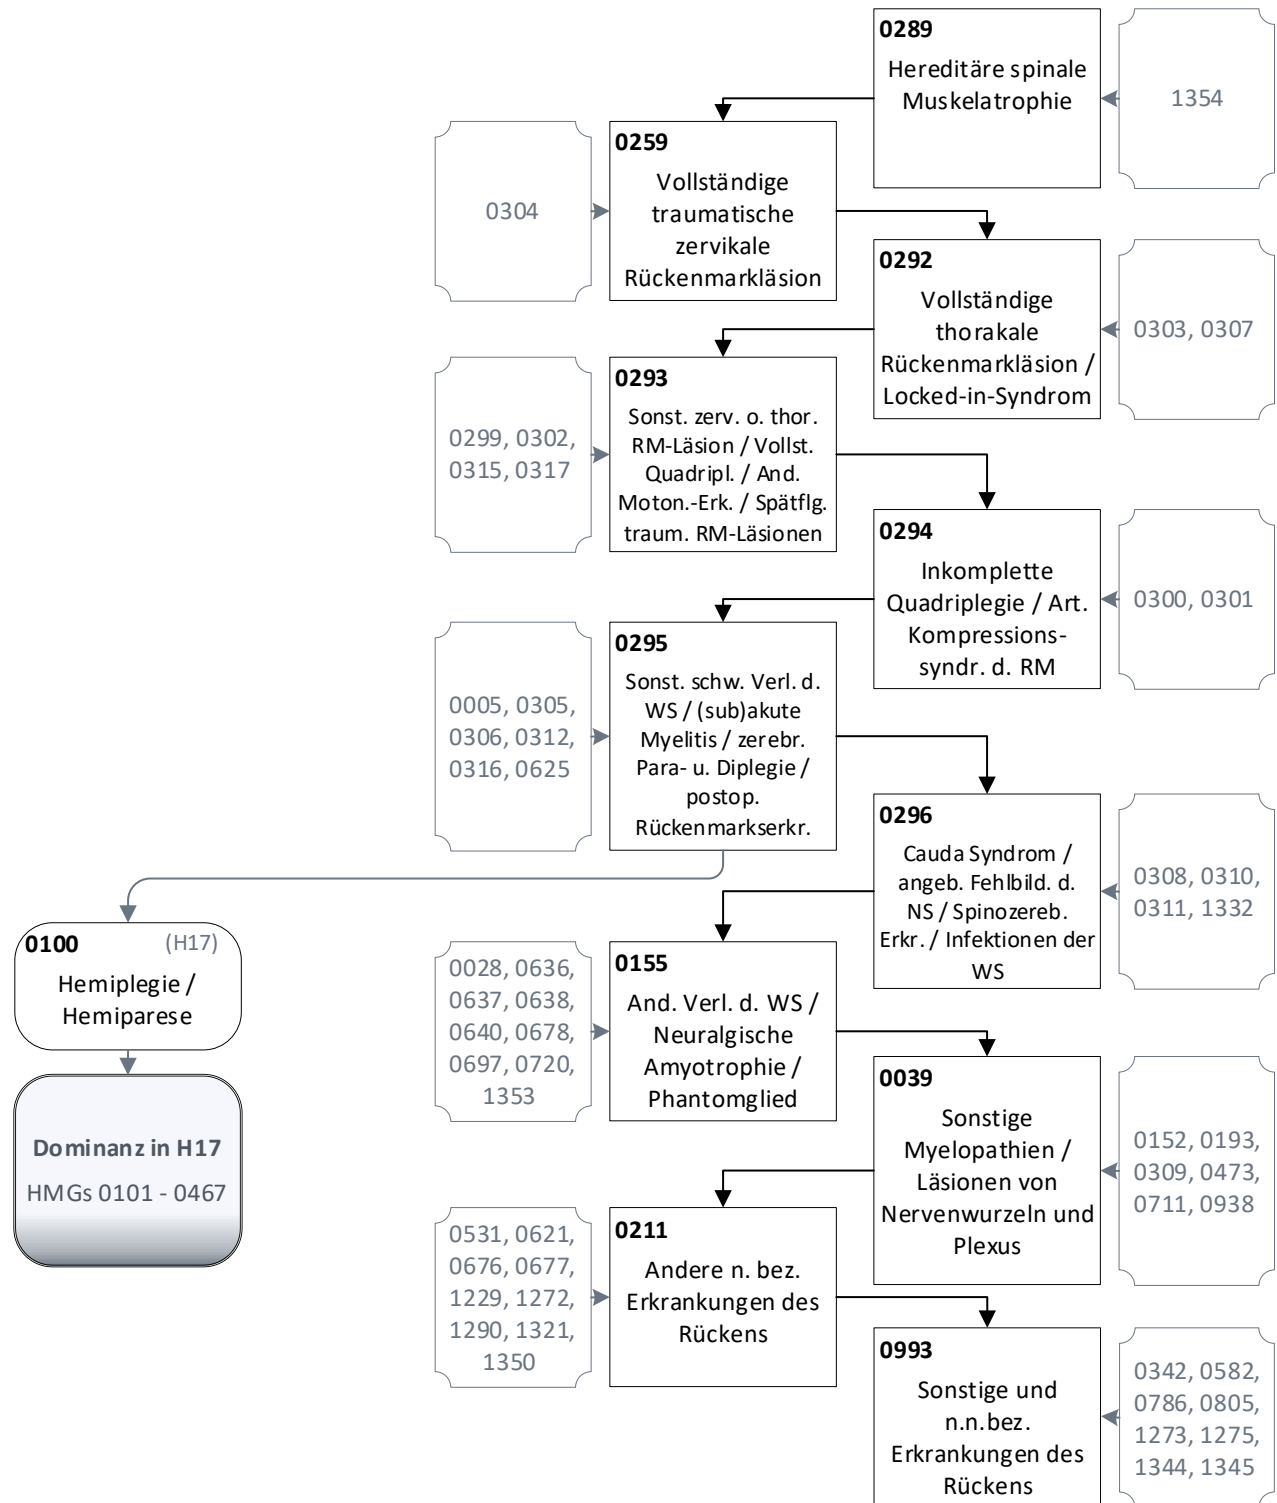 0289
Hereditäre spinale
Muskelatrophie
1354
0259
Vollständige
traumatische
zervikale
Rückenmarkläsion
0304
0292
Vollständige
thorakale
Rückenmarkläsion /
Locked-in-Syndrom
0303, 0307
0293
Sonst. zerv. o. thor.
RM-Läsion / Vollst.
Quadripl. / And.
Moton.-Erk. / Spätflg.
traum. RM-Läsionen
0299, 0302,
0315, 0317
0294
Inkomplette
Quadriplegie / Art.
Kompressions-
syndr. d. RM
0300, 0301
0295
Sonst. schw. Verl. d.
WS / (sub)akute
Myelitis / zerebr.
Para- u. Diplegie /
postop.
Rückenmarkserkr.
0005, 0305,
0306, 0312,
0316, 0625
0296
Cauda Syndrom /
angeb. Fehlbild. d.
NS / Spinozereb.
Erkr. / Infektionen der
WS
0308, 0310,
0311, 1332
0100 (H17)
Hemiplegie /
Hemiparese
Dominanz in H17
HMGs 0101 - 0467
0155
And. Verl. d. WS /
Neuralgische
Amyotrophie /
Phantomglied
0028, 0636,
0637, 0638,
0640, 0678,
0697, 0720,
1353
0039
Sonstige
Myelopathien /
Läsionen von
Nervenwurzeln und
Plexus
0152, 0193,
0309, 0473,
0711, 0938
0211
Andere n. bez.
Erkrankungen des
Rückens
0531, 0621,
0676, 0677,
1229, 1272,
1290, 1321,
1350
0993
Sonstige und
n.n.bez.
Erkrankungen des
Rückens
0342, 0582,
0786, 0805,
1273, 1275,
1344, 1345